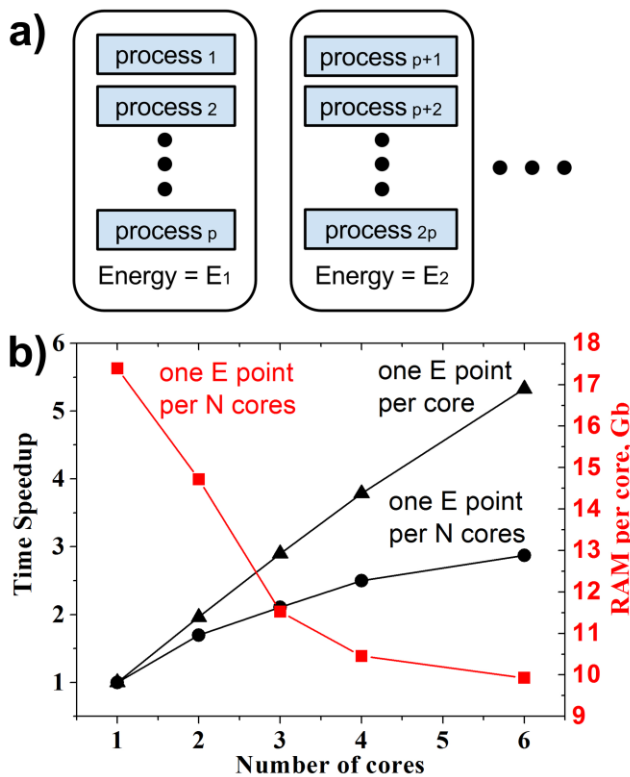 a)
process 1
process 2
process p
Energy = E1
process p+1
process p+2
process 2p
Energy = E2
b)
6
5
4
3
2
1
Time Speedup
one E point
per N cores
one E point
per core
one E point
per N cores
18
17
16
15
14
13
12
11
10
9
RAM per core, Gb
1 2 3 4 5 6
Number of cores